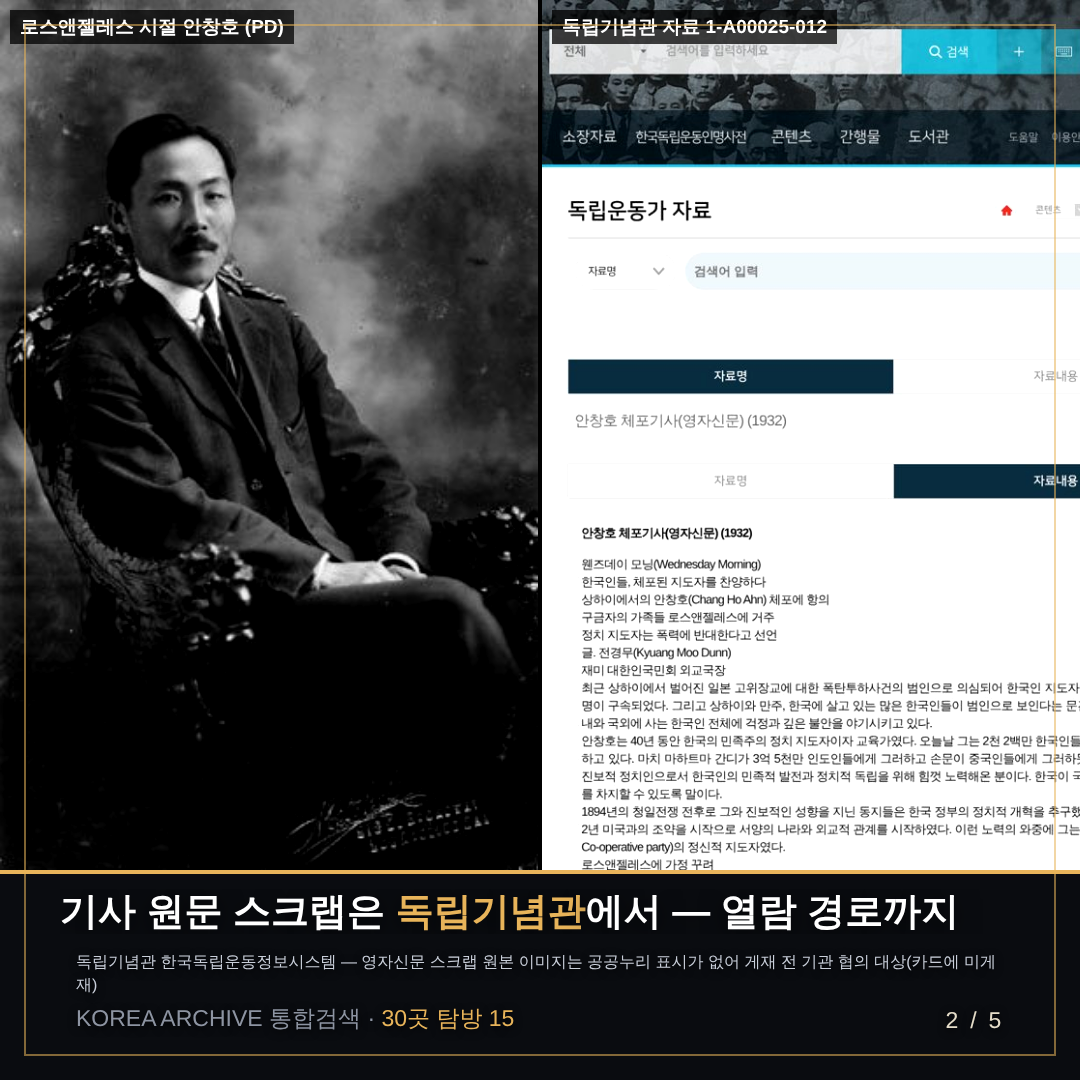 로스앤젤레스 시절 안창호 (PD)
독립기념관 자료 1-A00025-012
전체 검색어를 입력하세요 검색 +
소장자료 한국독립운동인명사전 콘텐츠 간행물 도서관 도움말 이용안
독립운동가 자료 콘텐츠
자료명 검색어 입력
자료명 자료내용
안창호 체포기사(영자신문) (1932)
자료명 자료내용
안창호 체포기사(영자신문) (1932)
웬즈데이 모닝(Wednesday Morning)
한국인들, 체포된 지도자를 찬양하다
상하이에서의 안창호(Chang Ho Ahn) 체포에 항의
구금자의 가족들 로스앤젤레스에 거주
정치 지도자는 폭력에 반대한다고 선언
글. 전경무(Kyuang Moo Dunn)
재미 대한인국민회 외교국장
최근 상하이에서 벌어진 일본 고위장교에 대한 폭탄투하사건의 범인으로 의심되어 한국인 지도자
명이 구속되었다. 그리고 상하이와 만주, 한국에 살고 있는 많은 한국인들이 범인으로 보인다는 문
내와 국외에 사는 한국인 전체에 걱정과 깊은 불안을 야기시키고 있다.
안창호는 40년 동안 한국의 민족주의 정치 지도자이자 교육가였다. 오늘날 그는 2천 2백만 한국인들
하고 있다. 마치 마하트마 간디가 3억 5천만 인도인들에게 그러하고 손문이 중국인들에게 그러하듯
진보적 정치인으로서 한국인의 민족적 발전과 정치적 독립을 위해 힘껏 노력해온 분이다. 한국이 국
를 차지할 수 있도록 말이다.
1894년의 청일전쟁 전후로 그와 진보적인 성향을 지닌 동지들은 한국 정부의 정치적 개혁을 추구했
2년 미국과의 조약을 시작으로 서양의 나라와 외교적 관계를 시작하였다. 이런 노력의 와중에 그는
Co-operative party)의 정신적 지도자였다.
로스앤젤레스에 가정 꾸려
기사 원문 스크랩은 독립기념관에서 — 열람 경로까지
독립기념관 한국독립운동정보시스템 — 영자신문 스크랩 원본 이미지는 공공누리 표시가 없어 게재 전 기관 협의 대상(카드에 미게
재)
KOREA ARCHIVE 통합검색 · 30곳 탐방 15
2 / 5